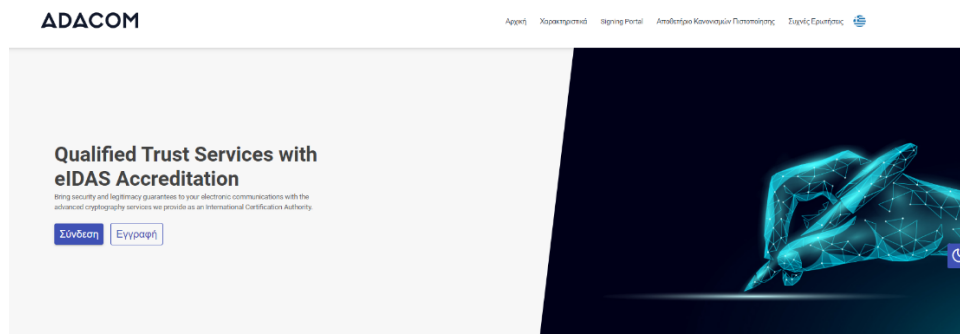 ADACOM
Αρχική Χαρακτηριστικά Signing Portal Αποθετήριο Κανονισμών Πιστοποίησης Συχνές Ερωτήσεις
Qualified Trust Services with
eIDAS Accreditation
Bring security and legitimacy guarantees to your electronic communications with the
advanced cryptography services we provide as an International Certification Authority.
Σύνδεση Εγγραφή